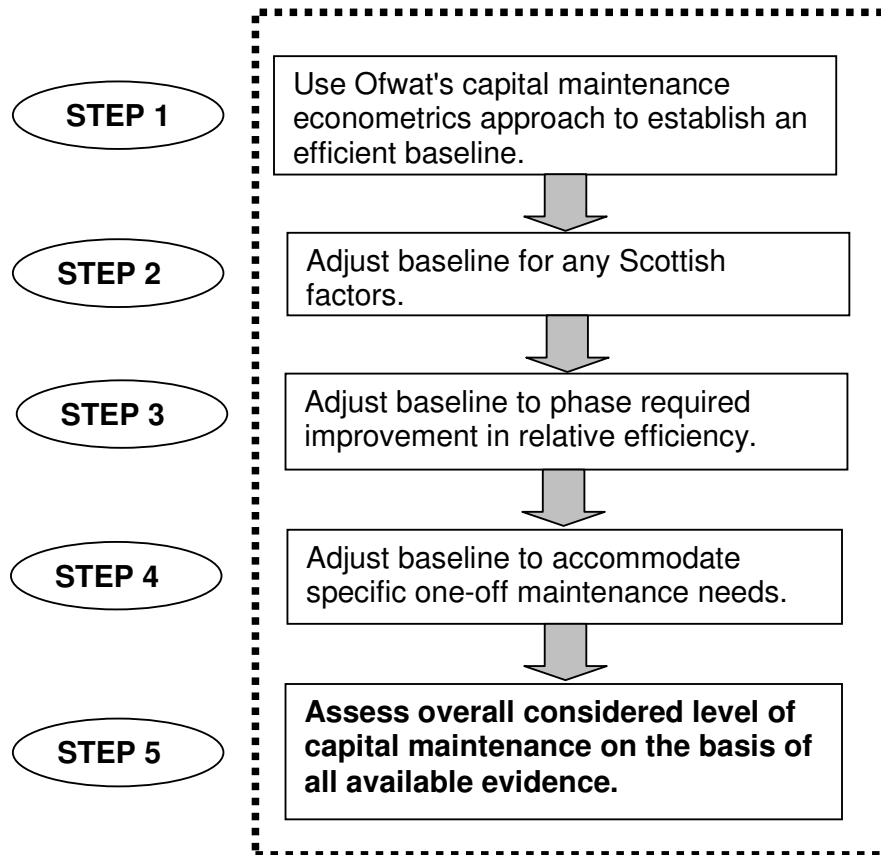 STEP 1
Use Ofwat's capital maintenance
econometrics approach to establish an
efficient baseline.
STEP 2
Adjust baseline for any Scottish
factors.
STEP 3
Adjust baseline to phase required
improvement in relative efficiency.
STEP 4
Adjust baseline to accommodate
specific one-off maintenance needs.
STEP 5
Assess overall considered level of
capital maintenance on the basis of
all available evidence.